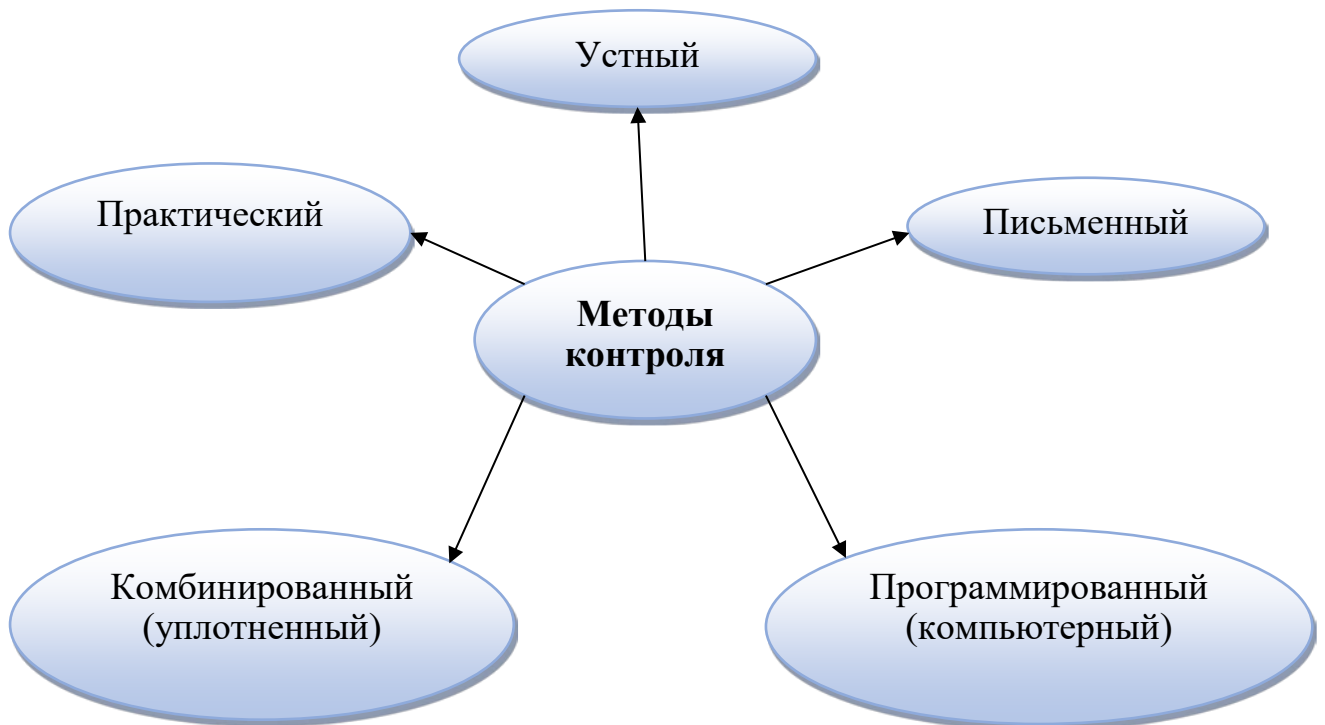 Устный
Практический
Письменный
Методы
контроля
Комбинированный
(уплотненный)
Программированный
(компьютерный)